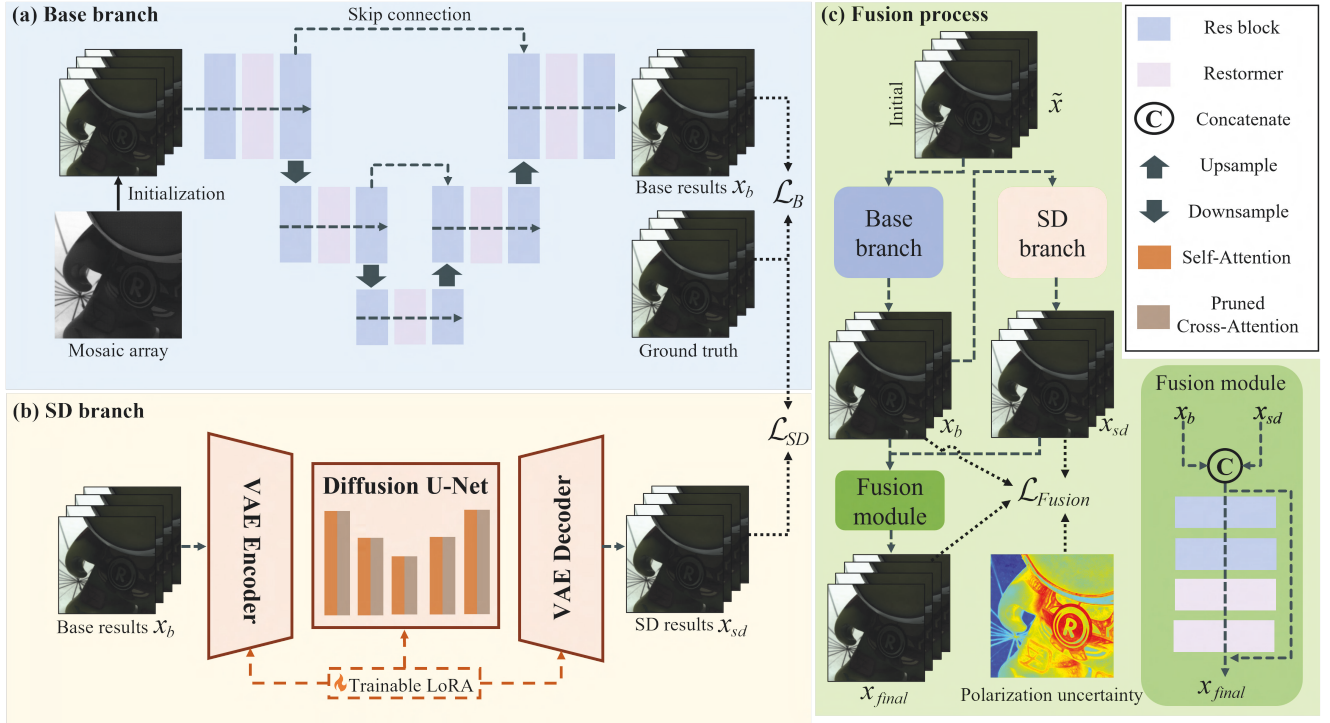 (a) Base branch
Skip connection
Initialization
Mosaic array
Base results x_b
Ground truth
ℒ_B
(b) SD branch
ℒ_SD
VAE Encoder
Diffusion U-Net
VAE Decoder
Base results x_b
SD results x_sd
Trainable LoRA
(c) Fusion process
Initial
x̃
Base
branch
SD
branch
x_b
x_sd
Fusion
module
ℒ_Fusion
x_final
Polarization uncertainty
Res block
Restormer
C
Concatenate
Upsample
Downsample
Self-Attention
Pruned
Cross-Attention
Fusion module
x_b
x_sd
C
x_final
R